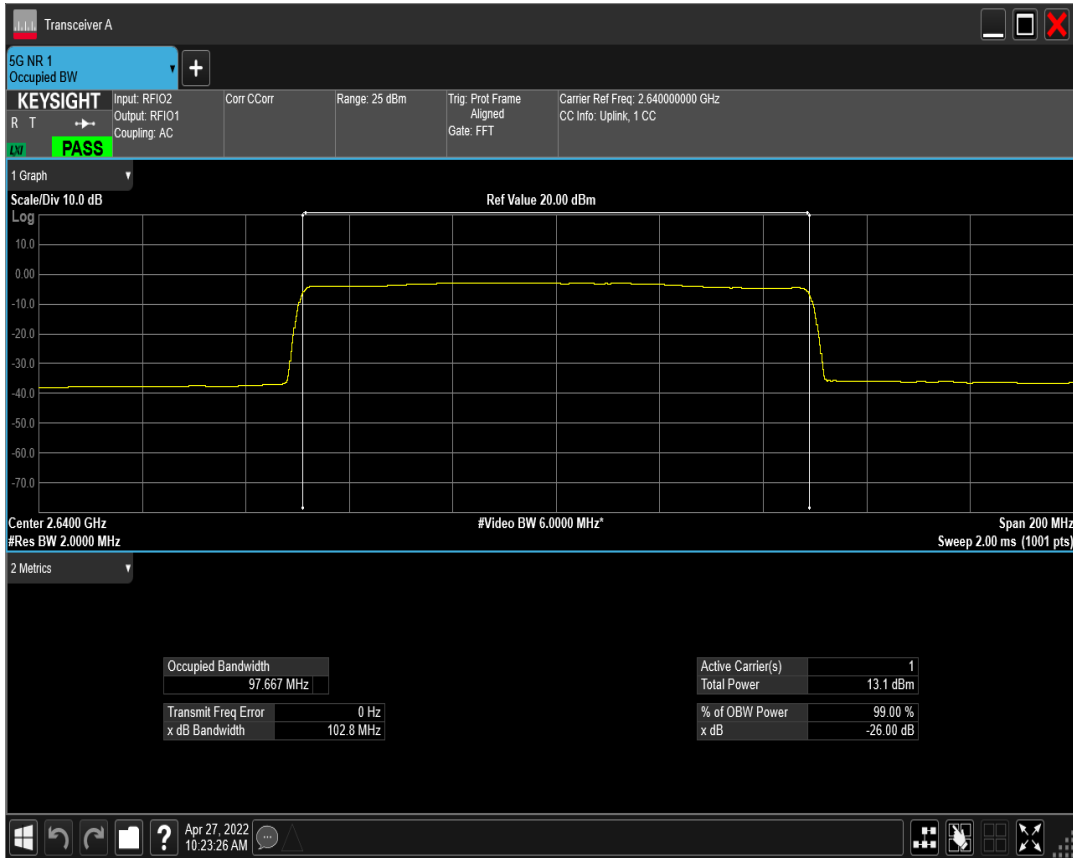 Transceiver A
5G NR 1
Occupied BW
KEYSIGHT
R T
LXI
PASS
Input: RFIO2
Output: RFIO1
Coupling: AC
Corr CCorr
Range: 25 dBm
Trig: Prot Frame
Aligned
Gate: FFT
Carrier Ref Freq: 2.640000000 GHz
CC Info: Uplink, 1 CC
1 Graph
Scale/Div 10.0 dB
Ref Value 20.00 dBm
Log
10.0
0.00
-10.0
-20.0
-30.0
-40.0
-50.0
-60.0
-70.0
Center 2.6400 GHz
#Video BW 6.0000 MHz*
Span 200 MHz
#Res BW 2.0000 MHz
Sweep 2.00 ms (1001 pts)
2 Metrics
Occupied Bandwidth
97.667 MHz
Transmit Freq Error 0 Hz
x dB Bandwidth 102.8 MHz
Active Carrier(s) 1
Total Power 13.1 dBm
% of OBW Power 99.00 %
x dB -26.00 dB
?
Apr 27, 2022
10:23:26 AM